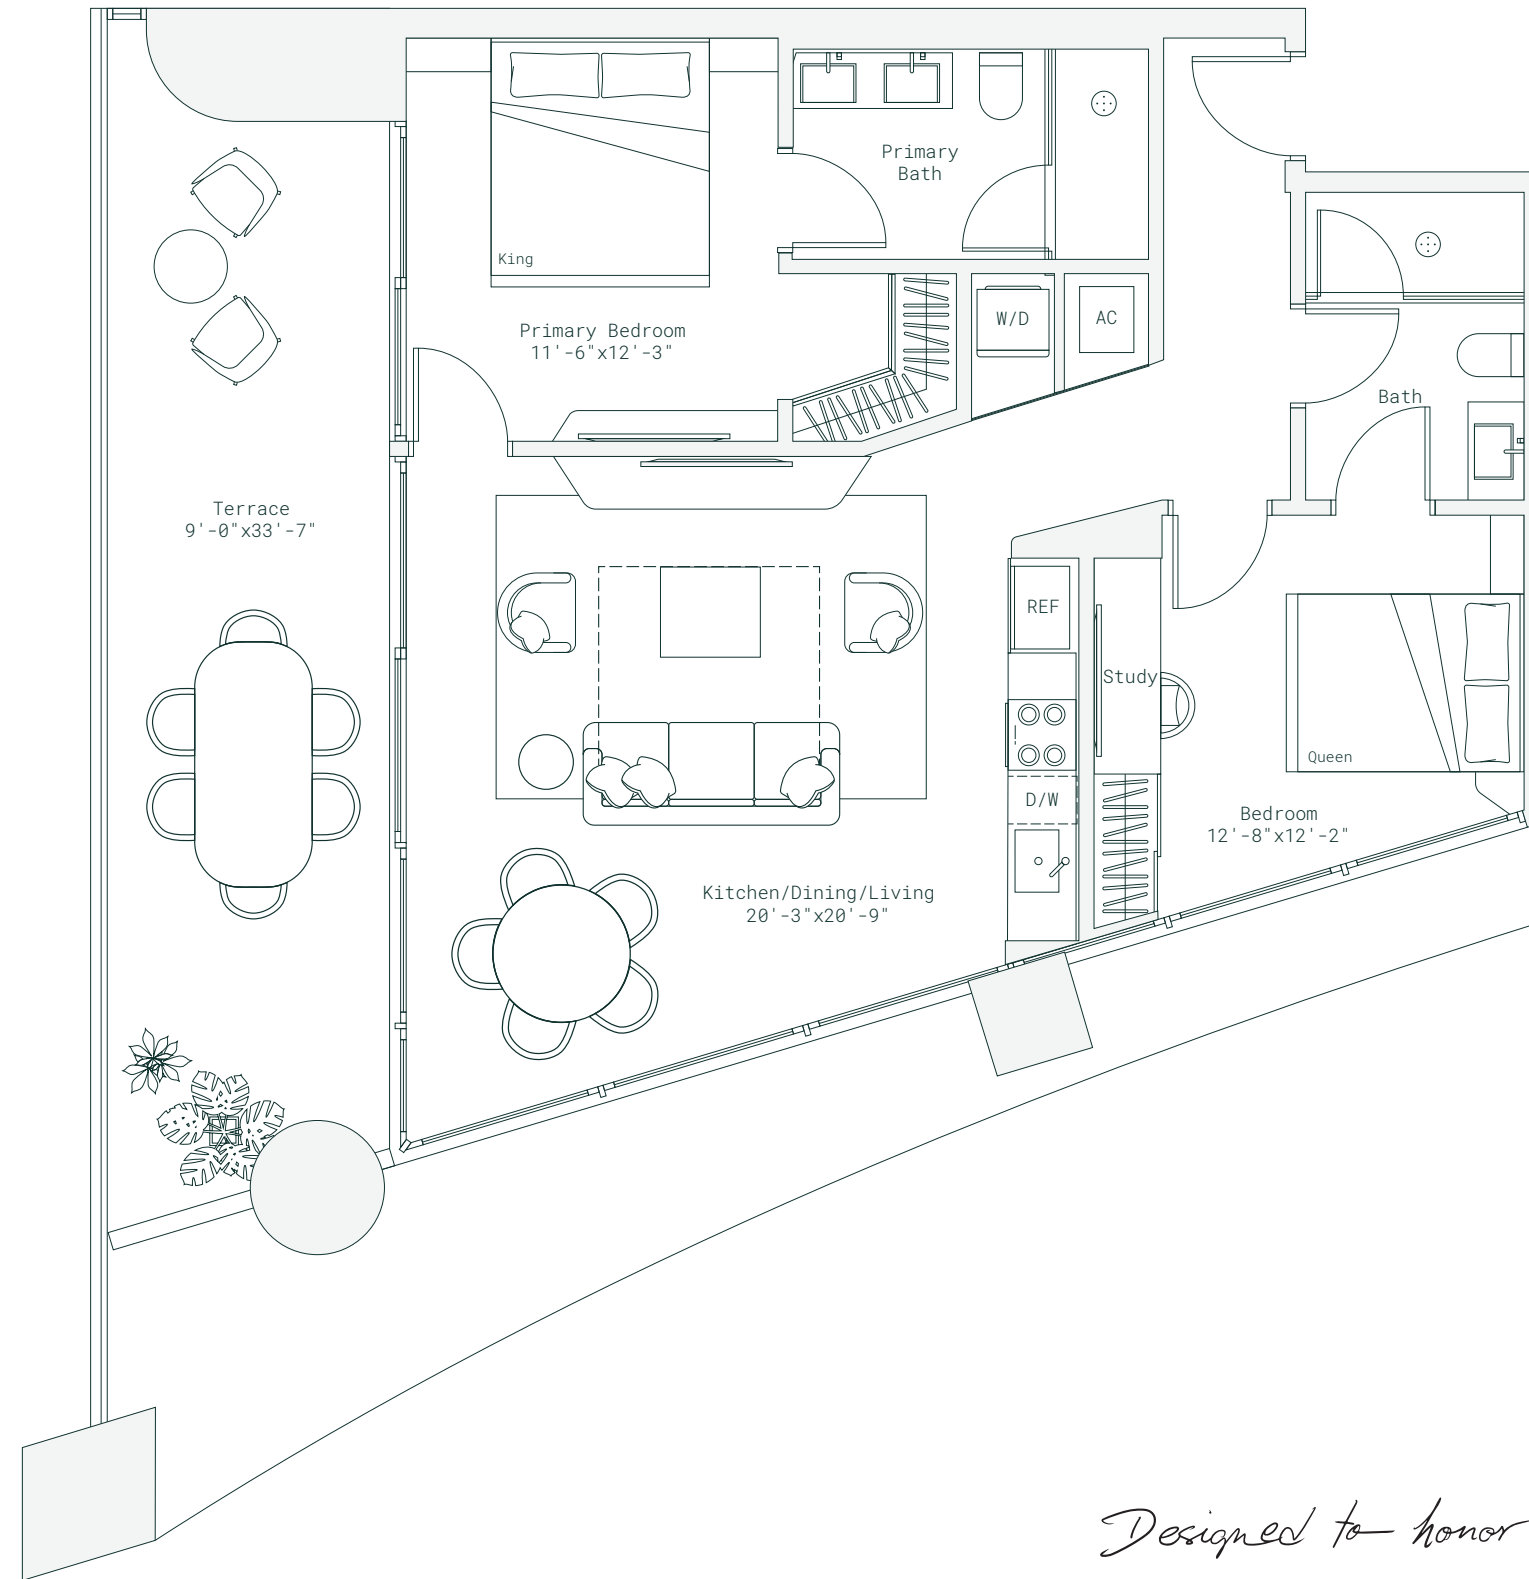 Primary
Bath
King
Primary Bedroom
11'-6"x12'-3"
W/D
AC
Bath
Terrace
9'-0"x33'-7"
REF
Study
Queen
D/W
Bedroom
12'-8"x12'-2"
Kitchen/Dining/Living
20'-3"x20'-9"
Designed to honor